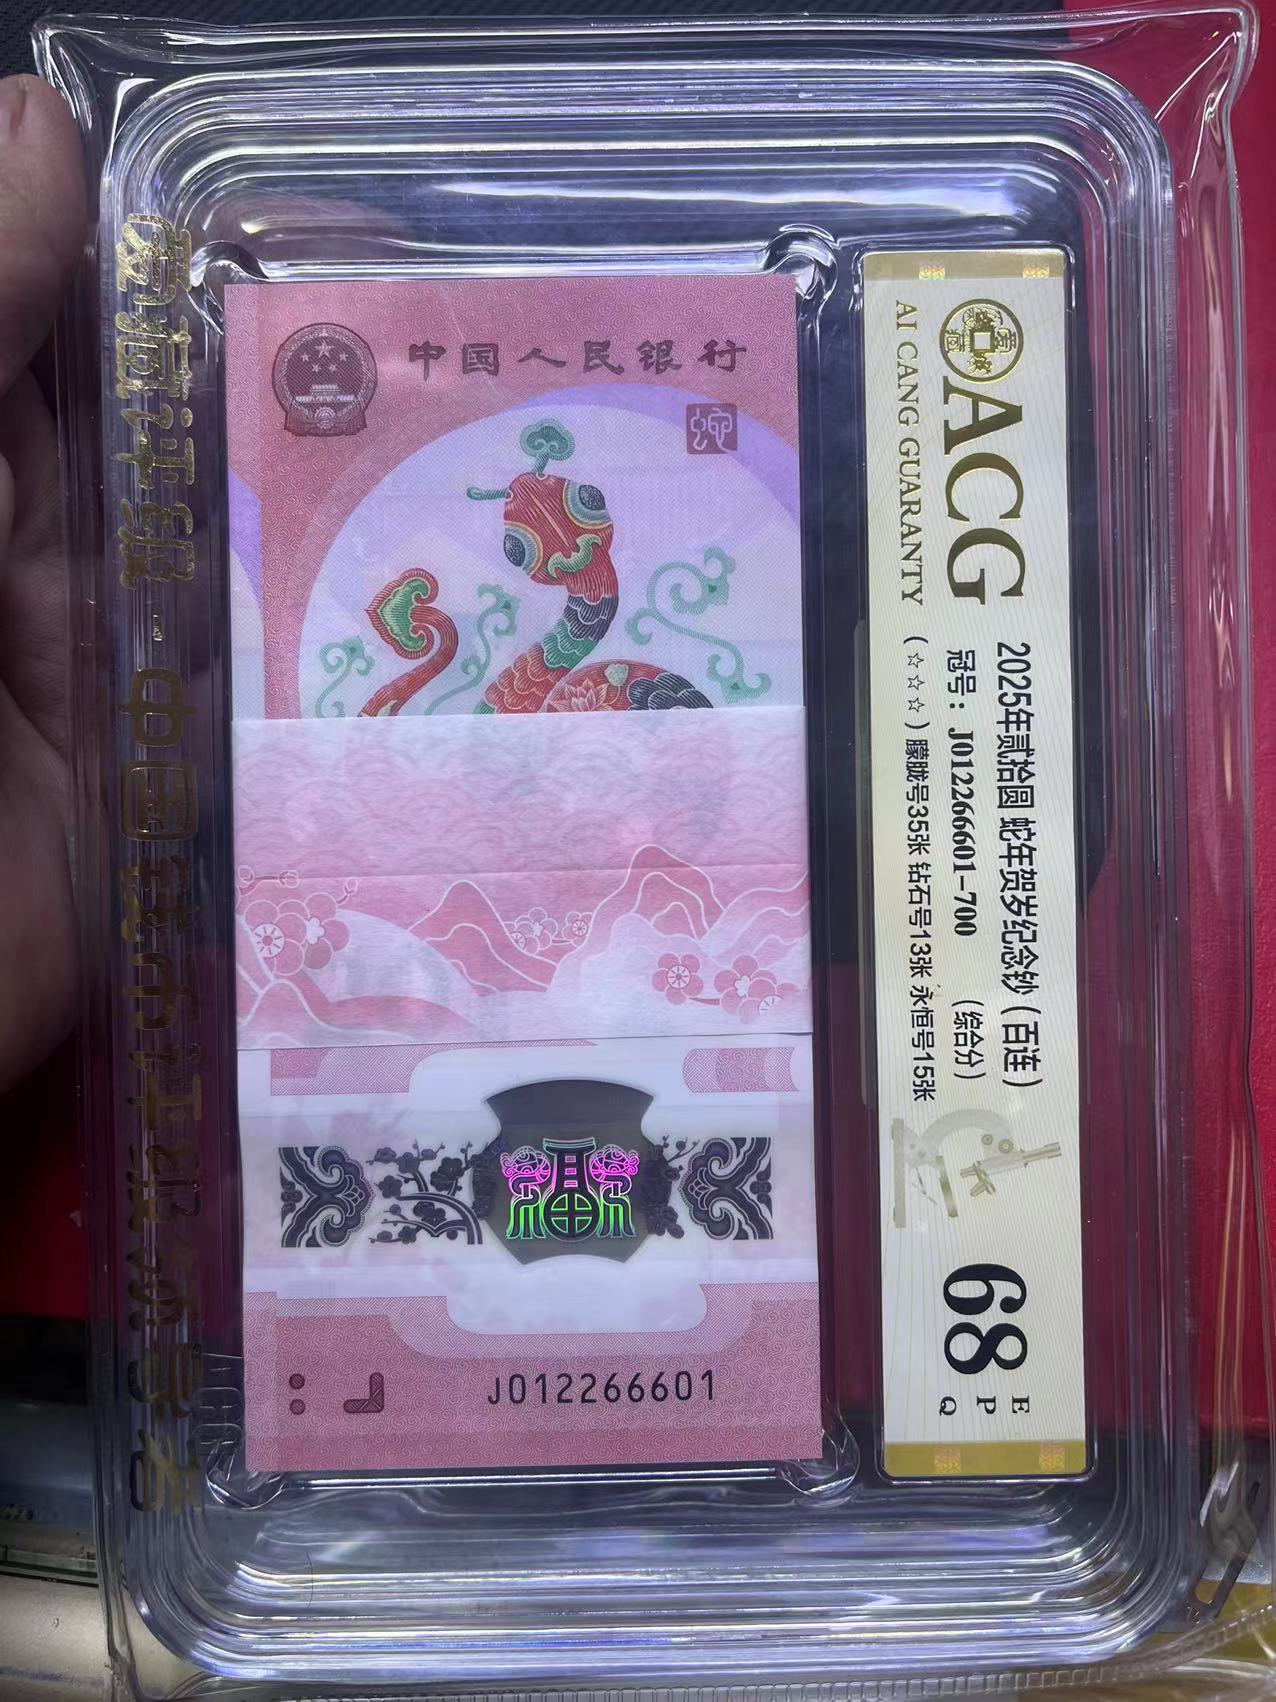 中国人民银行
蛇
J012266601
ACG
AI CANG GUARANTY
2025年贰拾圆 蛇年贺岁纪念钞（百连）
冠号：J012266601-700 （综合分）
（☆☆☆）朦胧号35张 钻石号13张 永恒号15张
68
E
P
Q
爱藏评级-中国钱币评级领导者